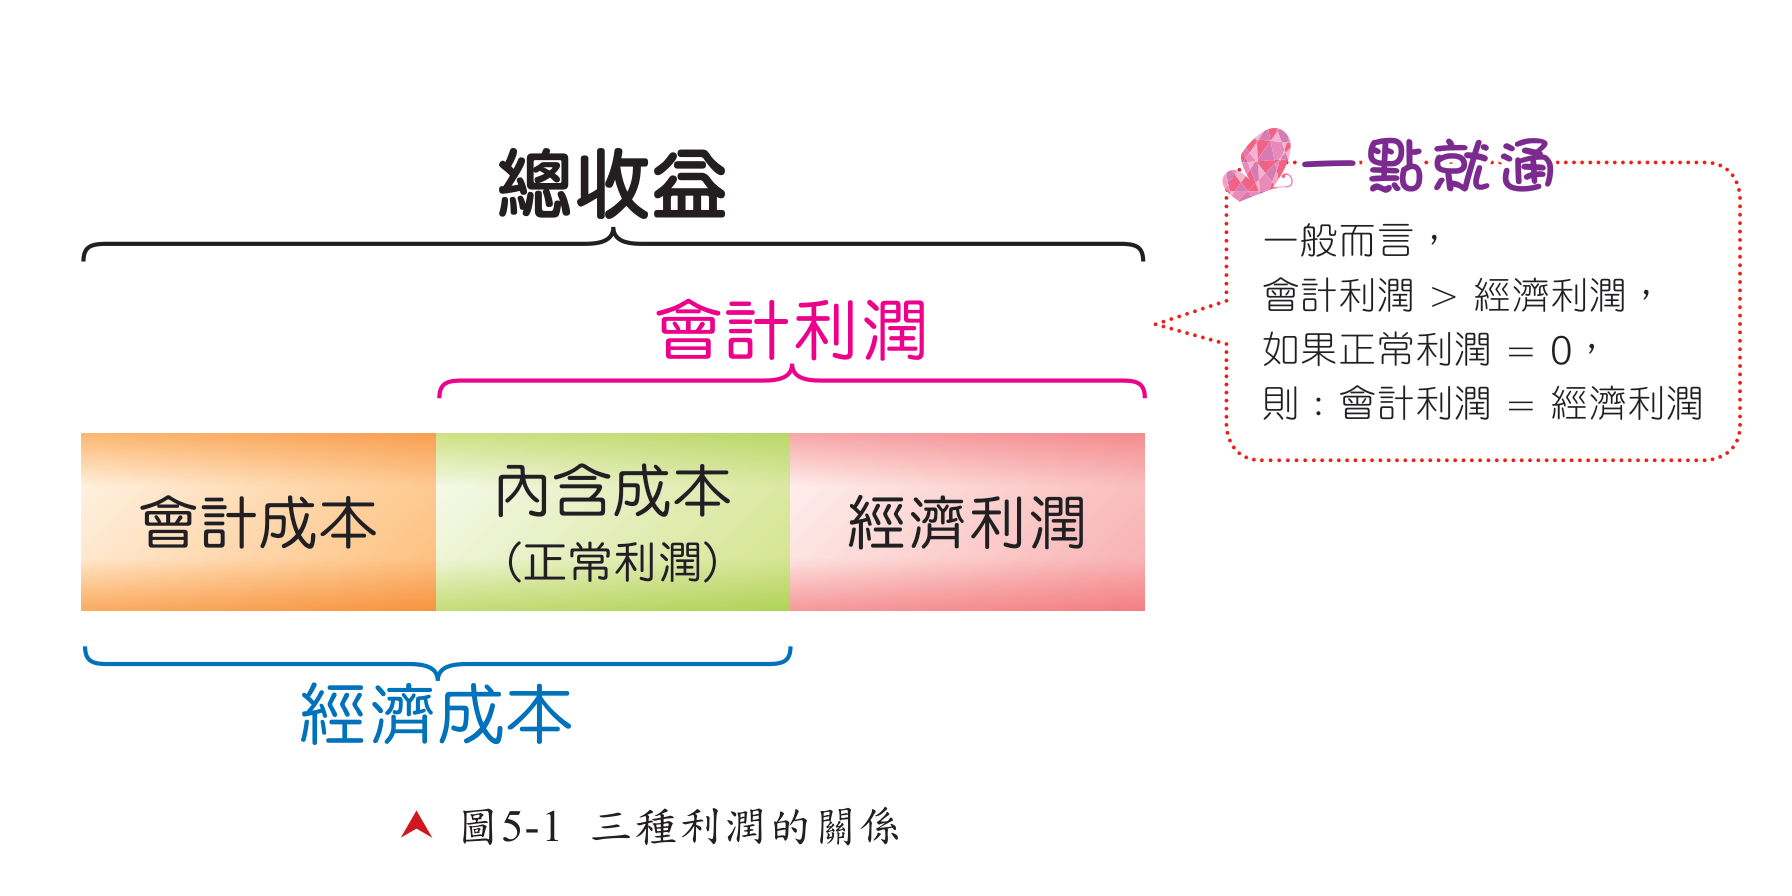 總收益
會計利潤
會計成本
內含成本
(正常利潤)
經濟利潤
經濟成本
圖5-1 三種利潤的關係
一點就通
一般而言，
會計利潤 > 經濟利潤，
如果正常利潤 = 0，
則：會計利潤 = 經濟利潤